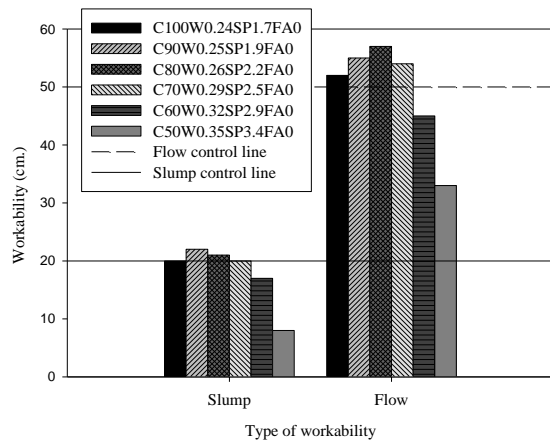 60
50
40
30
20
10
0
Workability (cm.)
C100W0.24SP1.7FA0
C90W0.25SP1.9FA0
C80W0.26SP2.2FA0
C70W0.29SP2.5FA0
C60W0.32SP2.9FA0
C50W0.35SP3.4FA0
Flow control line
Slump control line
Slump Flow
Type of workability